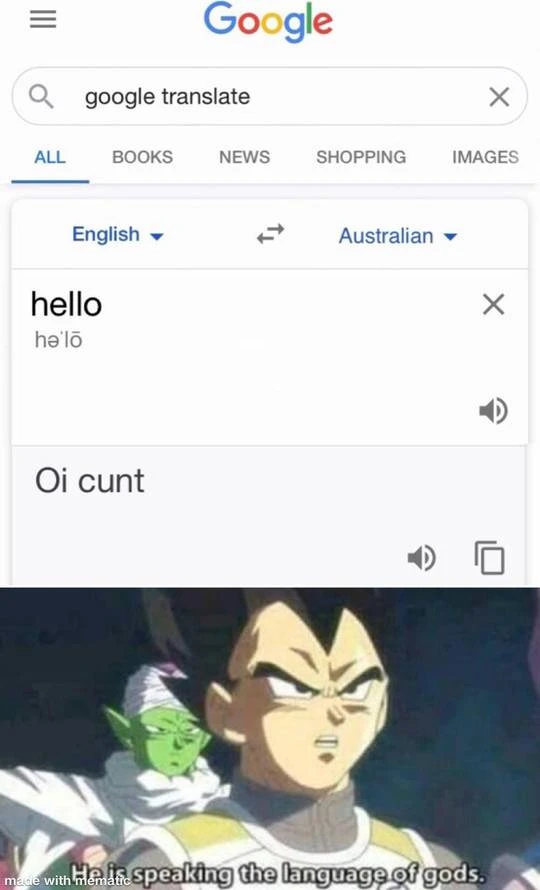 Google
google translate
ALL BOOKS NEWS SHOPPING IMAGES
English Australian
hello
həˈlō
Oi cunt
He is speaking the language of gods.
made with mematic